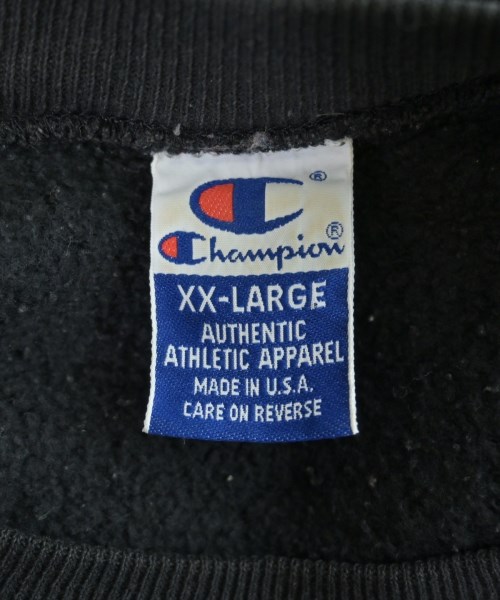 ®
Champion®
XX-LARGE
AUTHENTIC
ATHLETIC APPAREL
MADE IN U.S.A.
CARE ON REVERSE